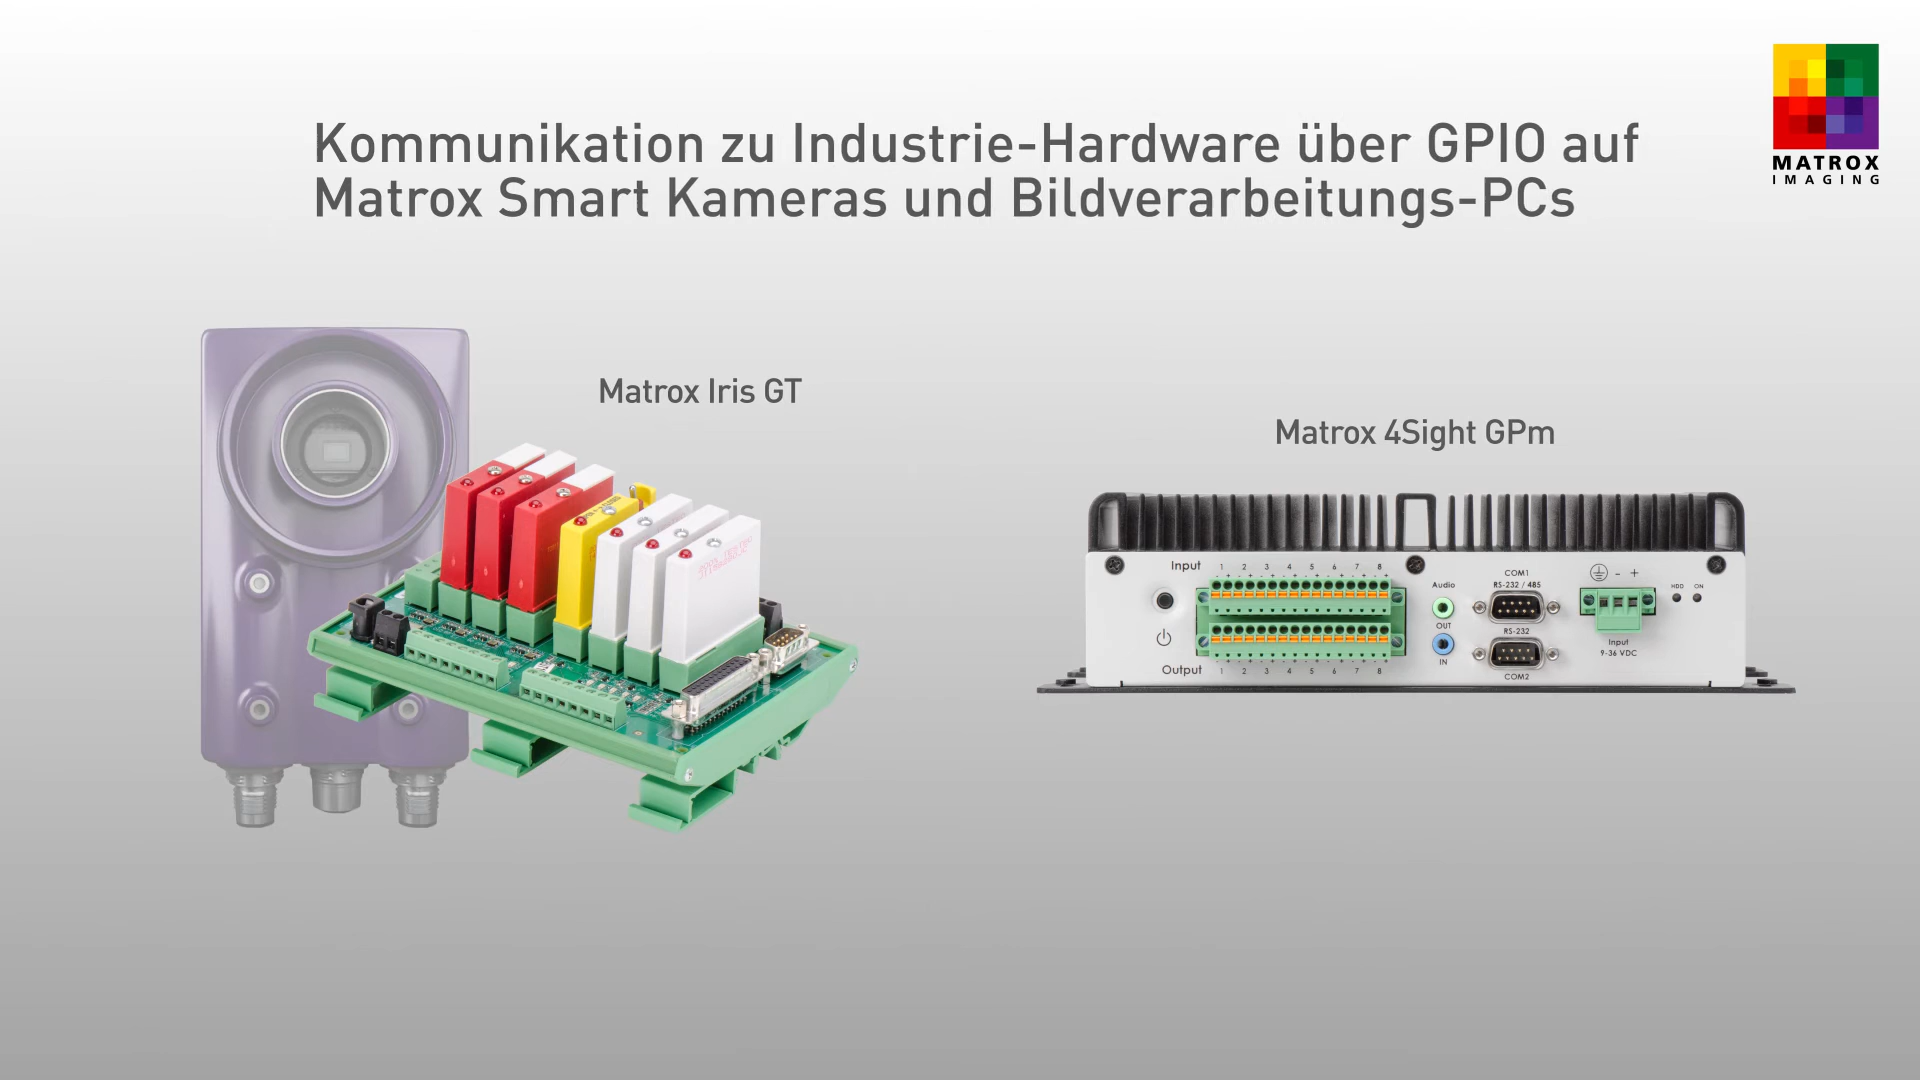 Kommunikation zu Industrie-Hardware über GPIO auf
Matrox Smart Kameras und Bildverarbeitungs-PCs
MATROX
IMAGING
Matrox Iris GT
Matrox 4Sight GPm
Input 1 2 3 4 5 6 7 8
Output 1 2 3 4 5 6 7 8
Audio
OUT
IN
COM1
RS-232 / 485
RS-232
COM2
- +
Input
9-36 VDC
HDD ON